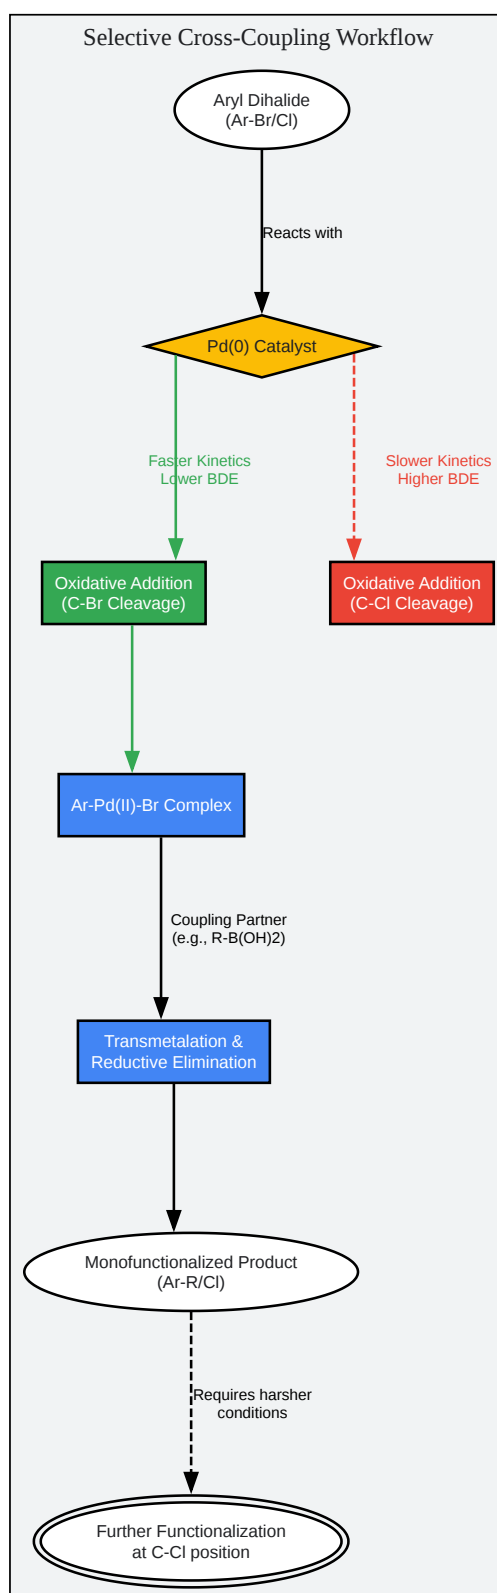 Selective Cross-Coupling Workflow
Aryl Dihalide
(Ar-Br/Cl)
Reacts with
Pd(0) Catalyst
Faster Kinetics
Lower BDE
Slower Kinetics
Higher BDE
Oxidative Addition
(C-Br Cleavage)
Oxidative Addition
(C-Cl Cleavage)
Ar-Pd(II)-Br Complex
Coupling Partner
(e.g., R-B(OH)2)
Transmetalation &
Reductive Elimination
Monofunctionalized Product
(Ar-R/Cl)
Requires harsher
conditions
Further Functionalization
at C-Cl position